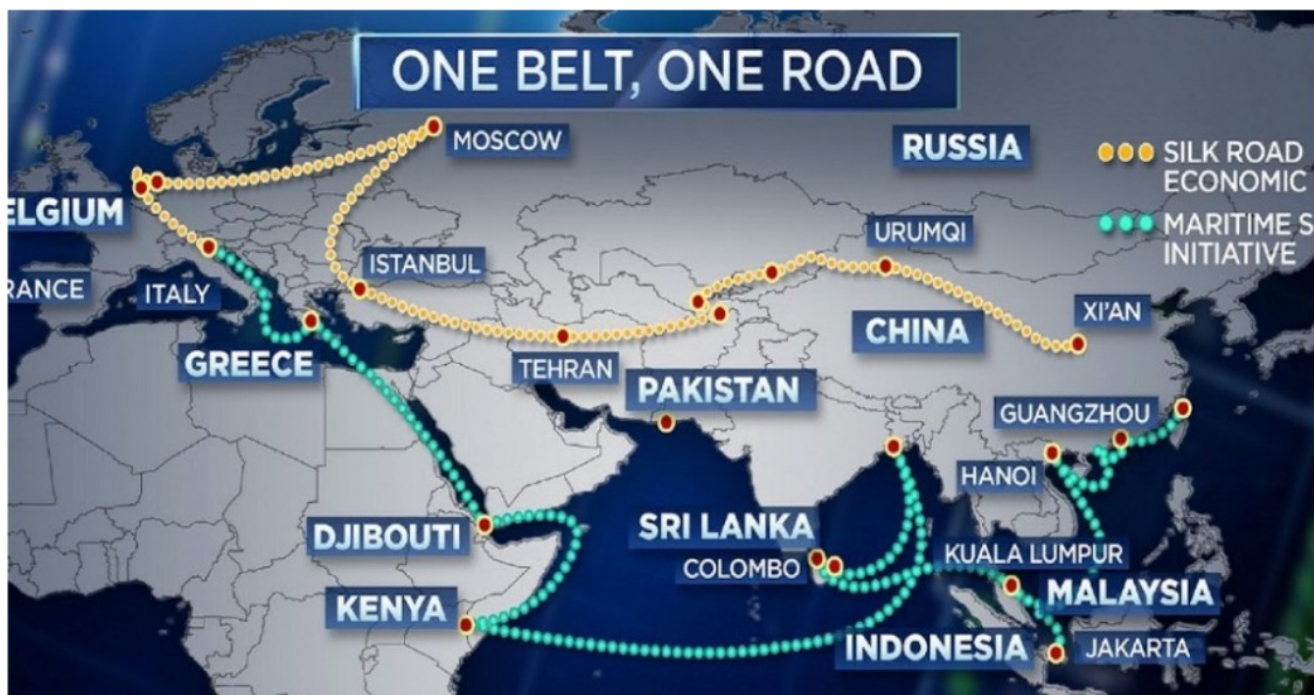 ONE BELT, ONE ROAD
MOSCOW
RUSSIA
SILK ROAD
ECONOMIC
ELGIUM
MARITIME S
INITIATIVE
URUMQI
ISTANBUL
RANCE
ITALY
XI'AN
CHINA
GREECE
TEHRAN
PAKISTAN
GUANGZHOU
HANOI
DJIBOUTI
SRI LANKA
COLOMBO
KUALA LUMPUR
KENYA
MALAYSIA
INDONESIA
JAKARTA